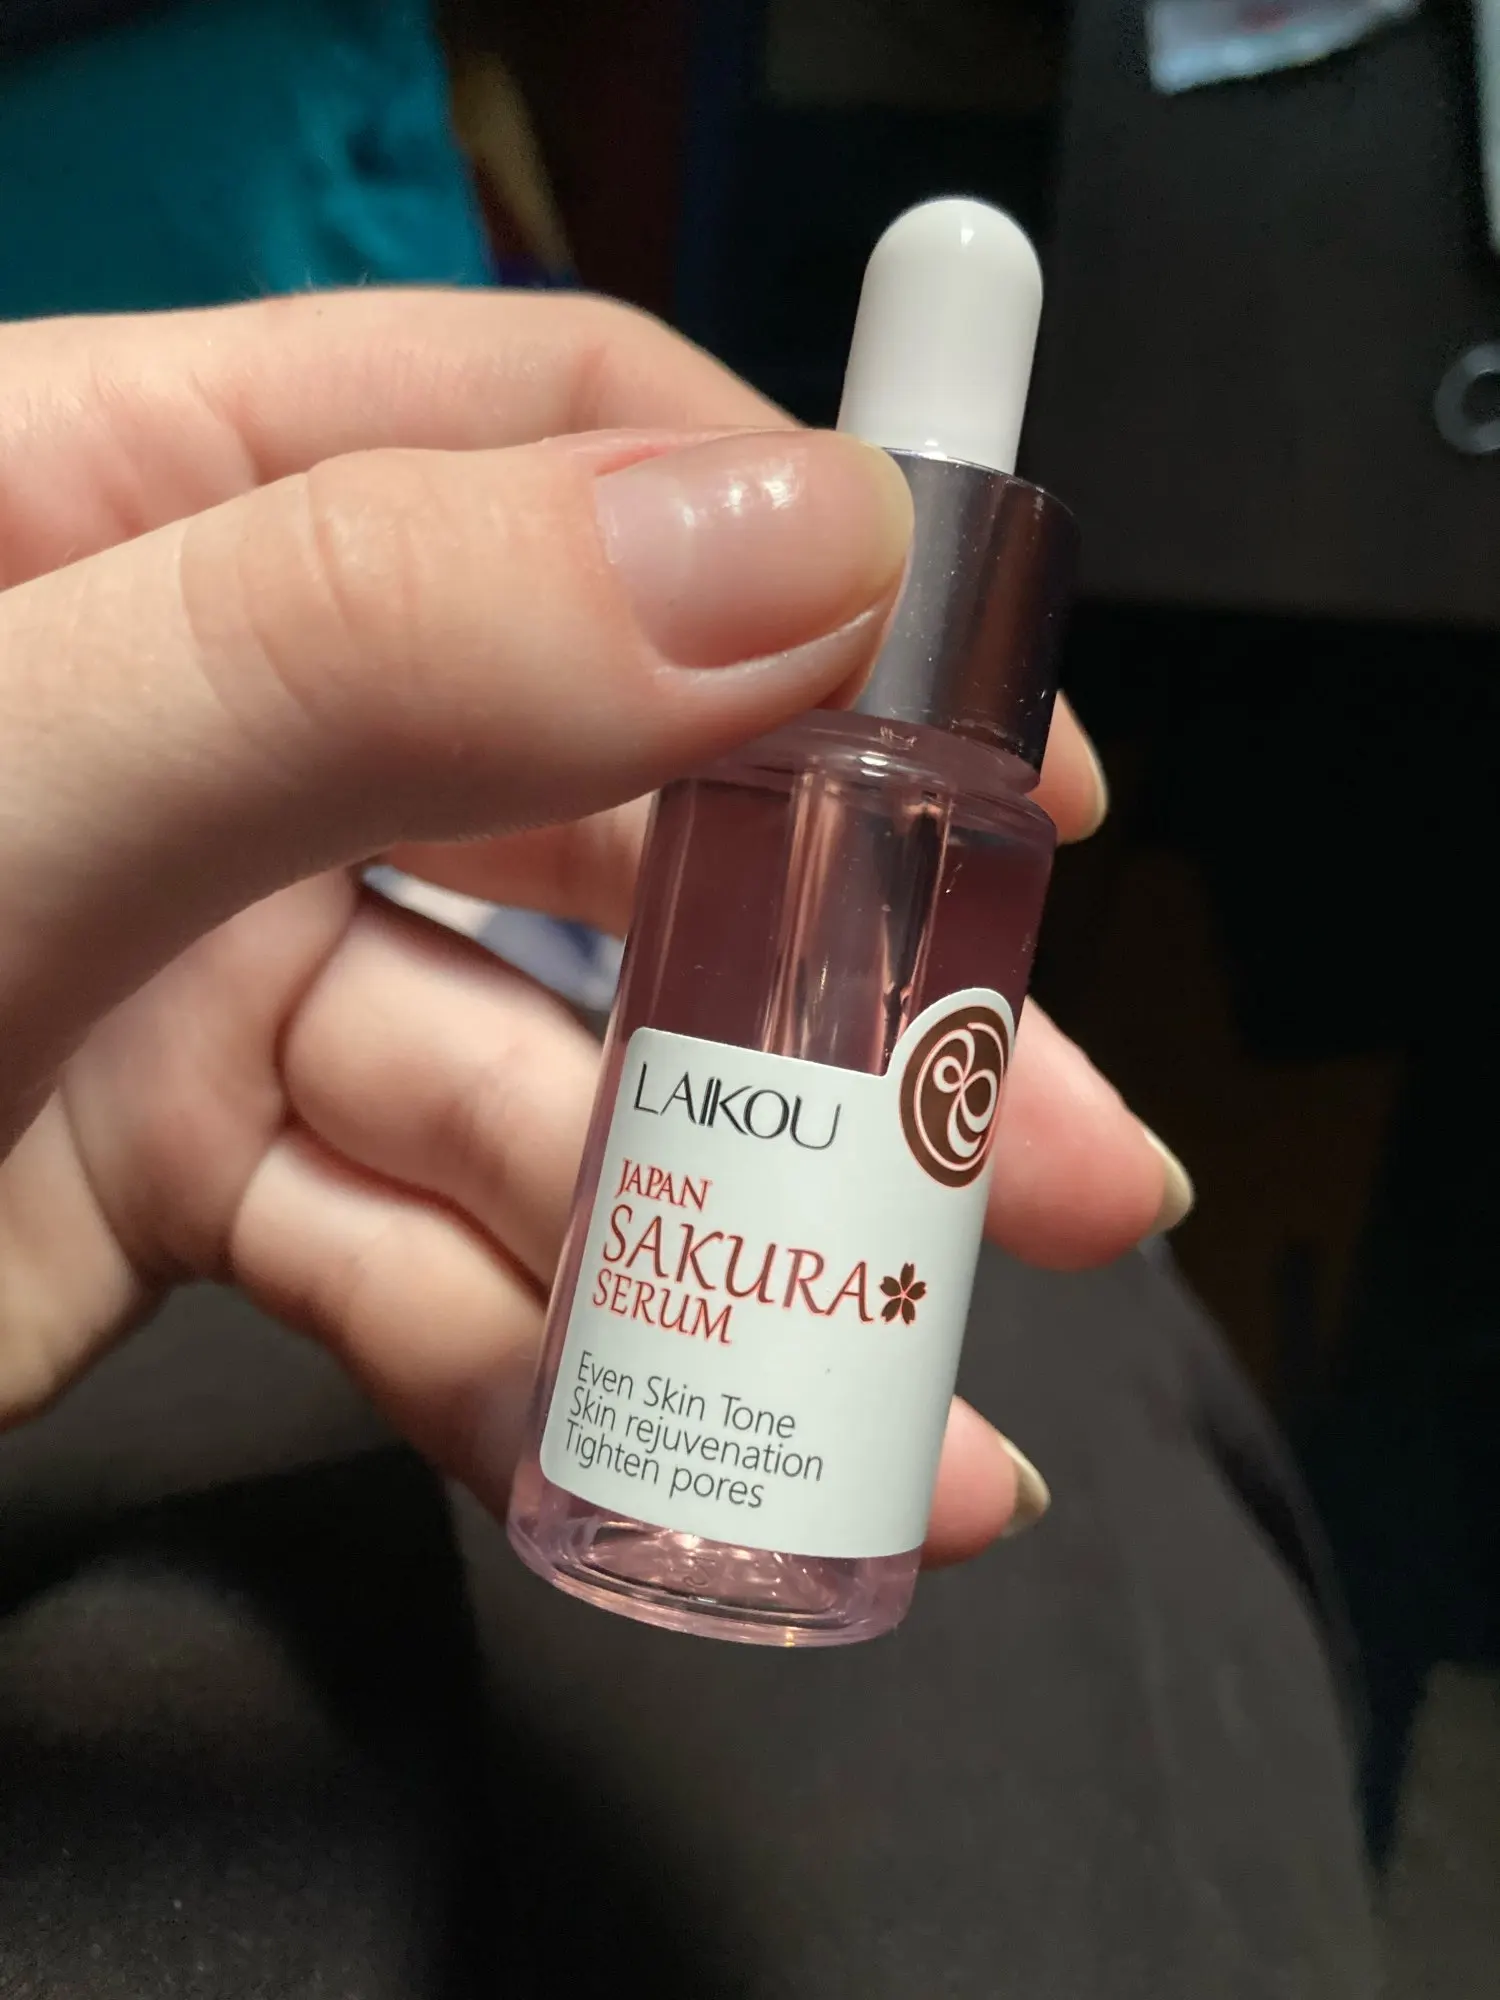 LAIKOU
JAPAN
SAKURA
SERUM
Even Skin Tone
Skin rejuvenation
Tighten pores